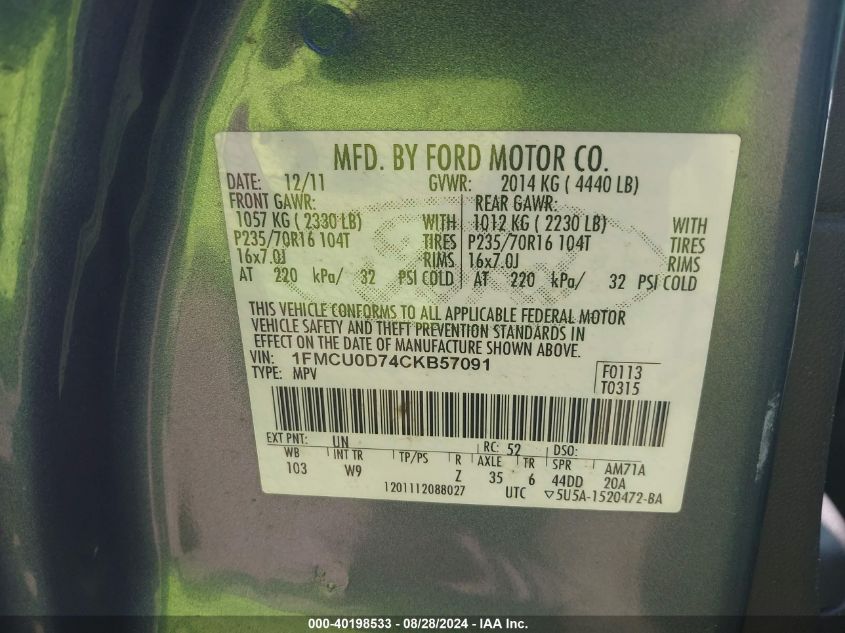 MFD. BY FORD MOTOR CO.
DATE: 12/11 GVWR: 2014 KG ( 4440 LB)
FRONT GAWR: REAR GAWR:
1057 KG ( 2330 LB) WITH 1012 KG ( 2230 LB) WITH
P235/70R16 104T TIRES P235/70R16 104T TIRES
16x7.0J RIMS 16x7.0J RIMS
AT 220 kPa/ 32 PSI COLD AT 220 kPa/ 32 PSI COLD
THIS VEHICLE CONFORMS TO ALL APPLICABLE FEDERAL MOTOR
VEHICLE SAFETY AND THEFT PREVENTION STANDARDS IN
EFFECT ON THE DATE OF MANUFACTURE SHOWN ABOVE.
VIN: 1FMCU0D74CKB57091
TYPE: MPV
F0113
T0315
EXT PNT: UN RC: 52 DSO:
WB INT TR TP/PS R AXLE TR SPR AM71A
103 W9 Z 35 6 44DD 20A
1201112088027 UTC ▽5U5A-1520472-BA
000-40198533 - 08/28/2024 - IAA Inc.